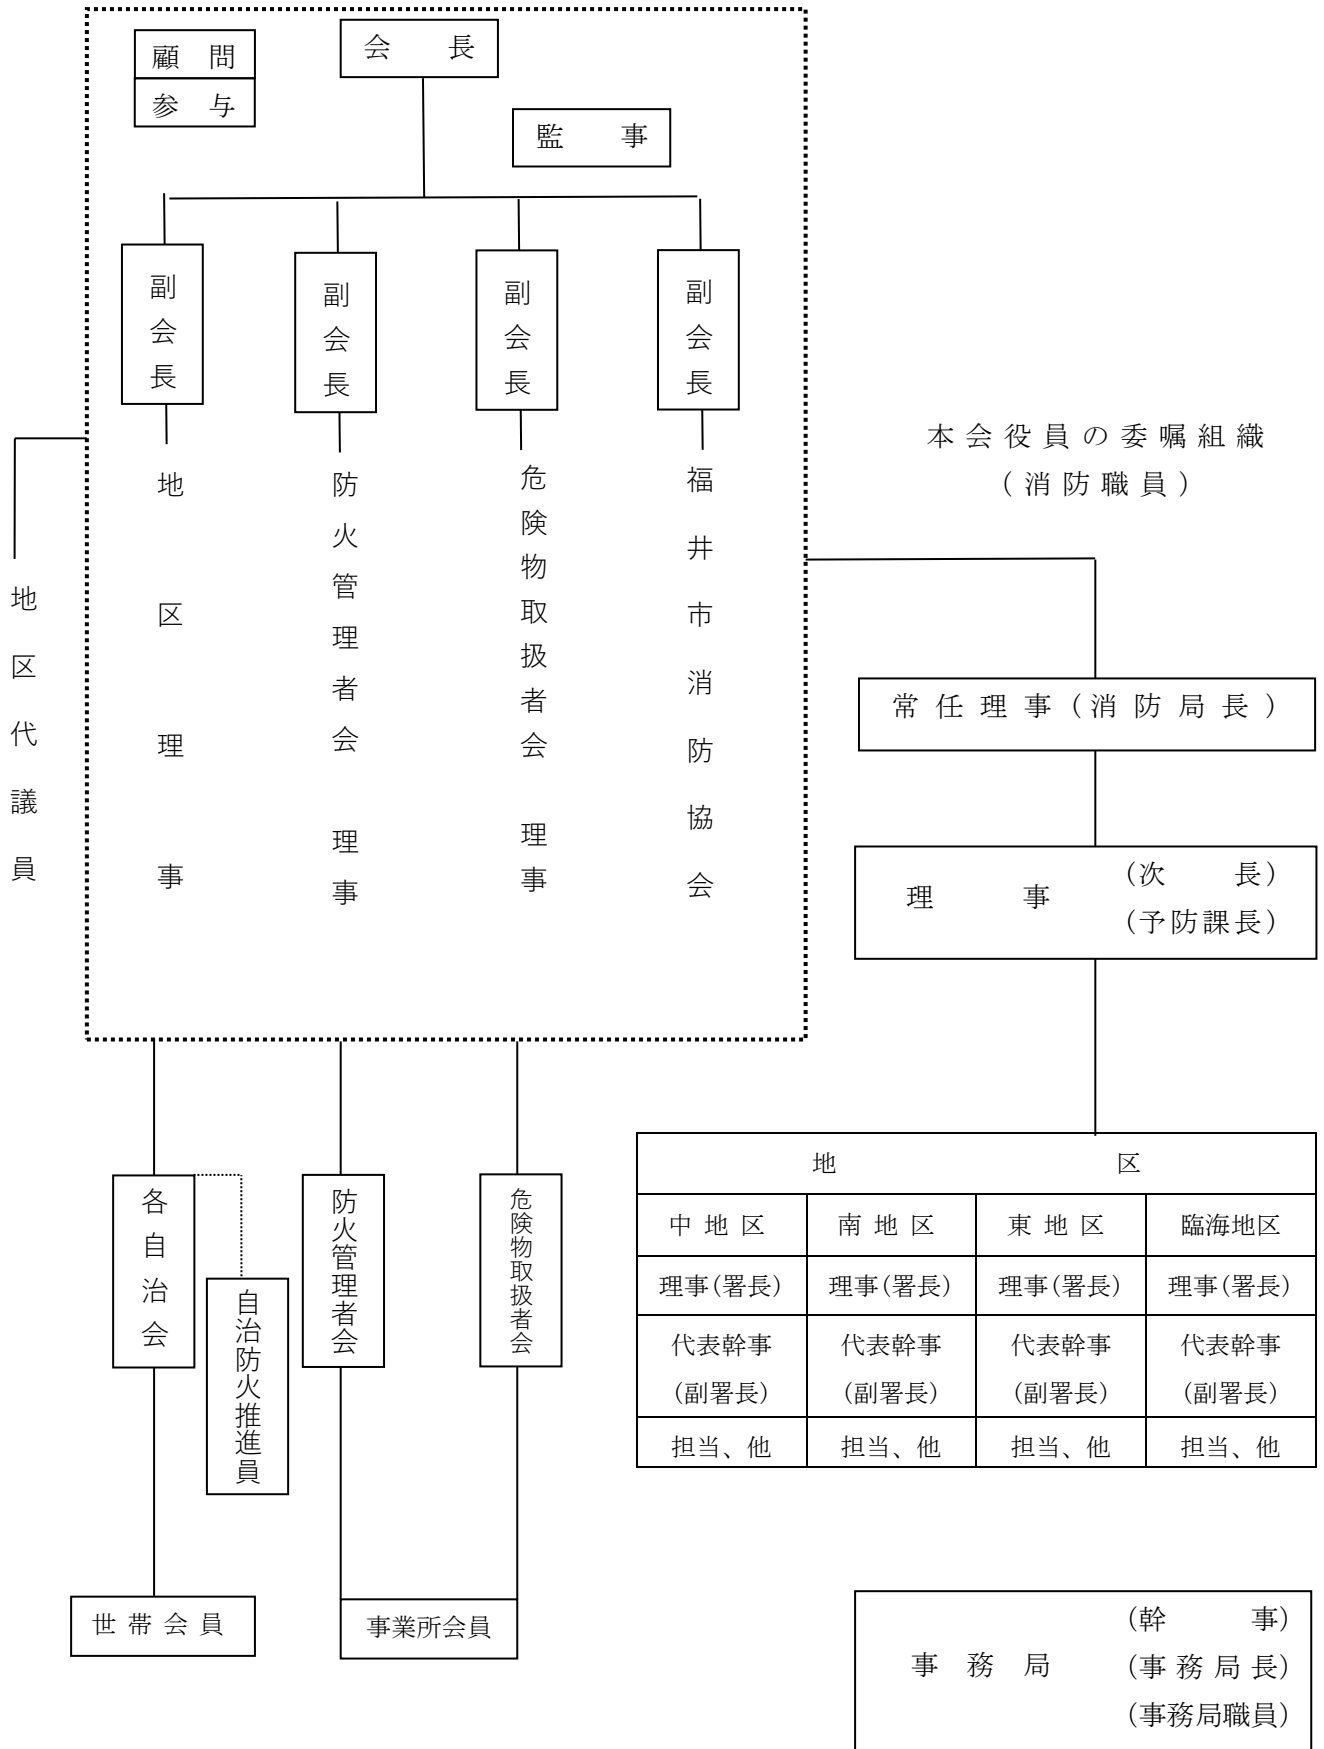 顧 問
参 与
会 長
監 事
副会長
副会長
副会長
副会長
地区理事
防火管理者会 理事
危険物取扱者会 理事
福井市消防協会
地区代議員
本会役員の委嘱組織
（消防職員）
常任理事（消防局長）
理 事
(次 長)
(予防課長)
地 区
中地区 南地区 東地区 臨海地区
理事(署長) 理事(署長) 理事(署長) 理事(署長)
代表幹事 代表幹事 代表幹事 代表幹事
(副署長) (副署長) (副署長) (副署長)
担当、他 担当、他 担当、他 担当、他
各自治会
自治防火推進員
防火管理者会
危険物取扱者会
世帯会員
事業所会員
事務局
(幹 事)
(事務局長)
(事務局職員)